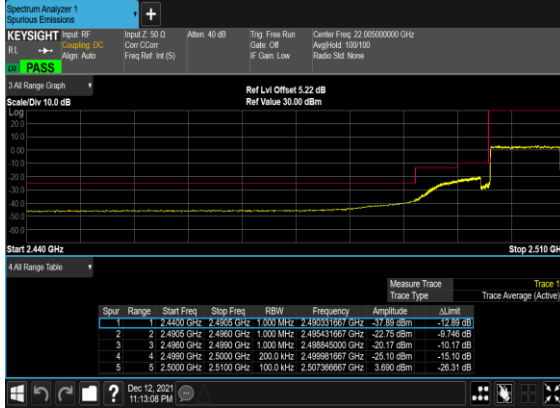 Spectrum Analyzer 1
Spurious Emissions
+
KEYSIGHT Input: RF Input Z: 50 Ω Atten: 40 dB Trig: Free Run Center Freq: 22.005000000 GHz
RL Coupling: DC Corr CCorr Gate: Off Avg|Hold: 100/100
Align: Auto Freq Ref: Int (S) IF Gain: Low Radio Std: None
PASS
3 All Range Graph
Ref Lvl Offset 5.22 dB
Scale/Div 10.0 dB Ref Value 30.00 dBm
Log
20.0
10.0
0.00
-10.0
-20.0
-30.0
-40.0
-50.0
-60.0
Start 2.440 GHz Stop 2.510 GH
4 All Range Table
Measure Trace Trace 1
Trace Type Trace Average (Active)
Spur Range Start Freq Stop Freq RBW Frequency Amplitude ΔLimit
1 1 2.4400 GHz 2.4905 GHz 1.000 MHz 2.490331667 GHz -37.89 dBm -12.89 dB
2 2 2.4905 GHz 2.4960 GHz 1.000 MHz 2.495431667 GHz -22.75 dBm -9.746 dB
3 3 2.4960 GHz 2.4990 GHz 1.000 MHz 2.498845000 GHz -20.17 dBm -10.17 dB
4 4 2.4990 GHz 2.5000 GHz 200.0 kHz 2.499981667 GHz -25.10 dBm -15.10 dB
5 5 2.5000 GHz 2.5100 GHz 100.0 kHz 2.507366667 GHz 3.690 dBm -26.31 dB
?
Dec 12, 2021
11:13:08 PM